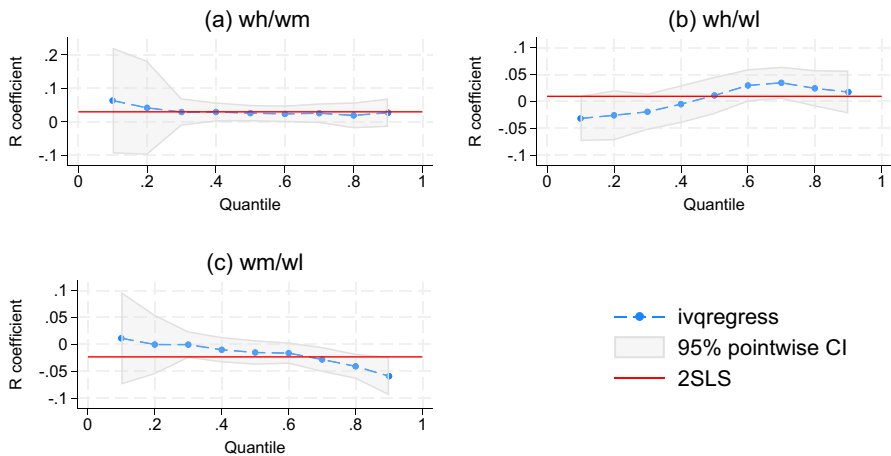 (a) wh/wm
R coefficient
.2
.1
0
-.1
0 .2 .4 .6 .8 1
Quantile
(b) wh/wl
R coefficient
.1
.05
0
-.05
-.1
0 .2 .4 .6 .8 1
Quantile
(c) wm/wl
R coefficient
.1
.05
0
-.05
-.1
0 .2 .4 .6 .8 1
Quantile
ivqregress
95% pointwise CI
2SLS